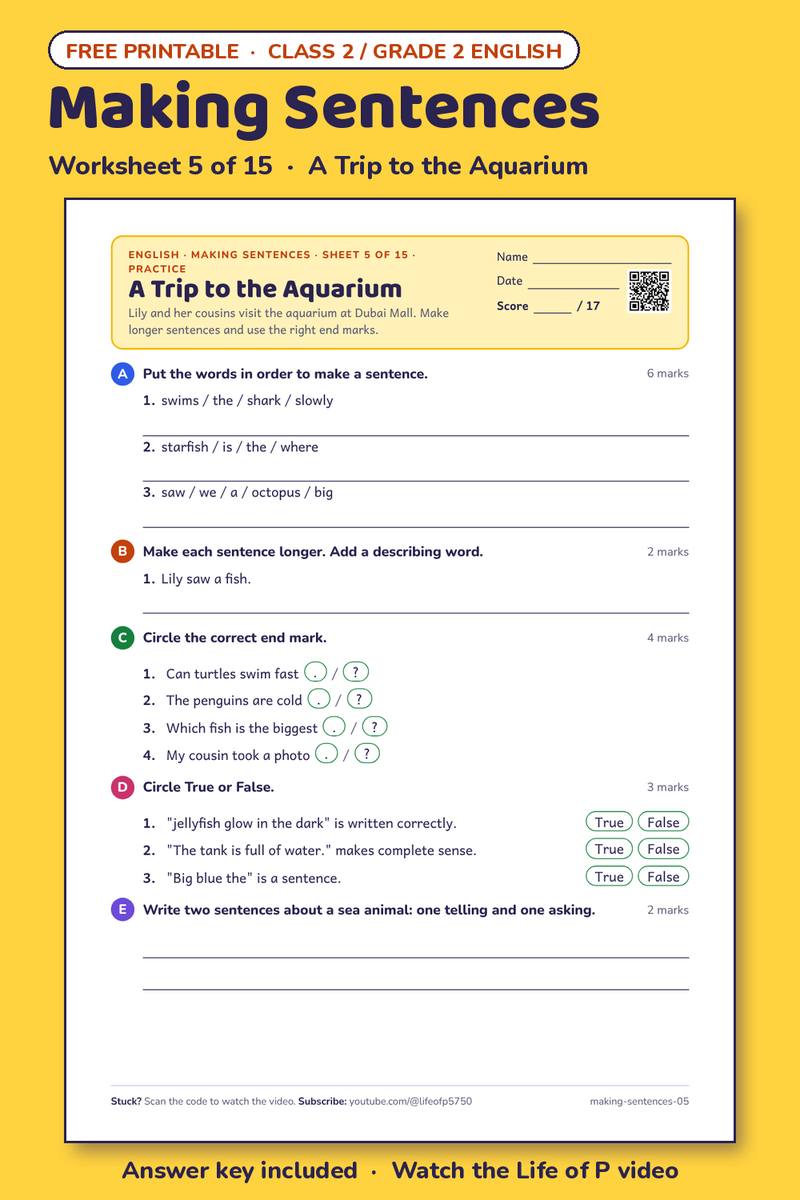 FREE PRINTABLE · CLASS 2 / GRADE 2 ENGLISH
Making Sentences
Worksheet 5 of 15 · A Trip to the Aquarium
ENGLISH · MAKING SENTENCES · SHEET 5 OF 15 ·
PRACTICE
A Trip to the Aquarium
Lily and her cousins visit the aquarium at Dubai Mall. Make
longer sentences and use the right end marks.
Name
Date
Score / 17
A Put the words in order to make a sentence. 6 marks
1. swims / the / shark / slowly
2. starfish / is / the / where
3. saw / we / a / octopus / big
B Make each sentence longer. Add a describing word. 2 marks
1. Lily saw a fish.
C Circle the correct end mark. 4 marks
1. Can turtles swim fast . / ?
2. The penguins are cold . / ?
3. Which fish is the biggest . / ?
4. My cousin took a photo . / ?
D Circle True or False. 3 marks
1. "jellyfish glow in the dark" is written correctly. True False
2. "The tank is full of water." makes complete sense. True False
3. "Big blue the" is a sentence. True False
E Write two sentences about a sea animal: one telling and one asking. 2 marks
Stuck? Scan the code to watch the video. Subscribe: youtube.com/@lifeofp5750 making-sentences-05
Answer key included · Watch the Life of P video